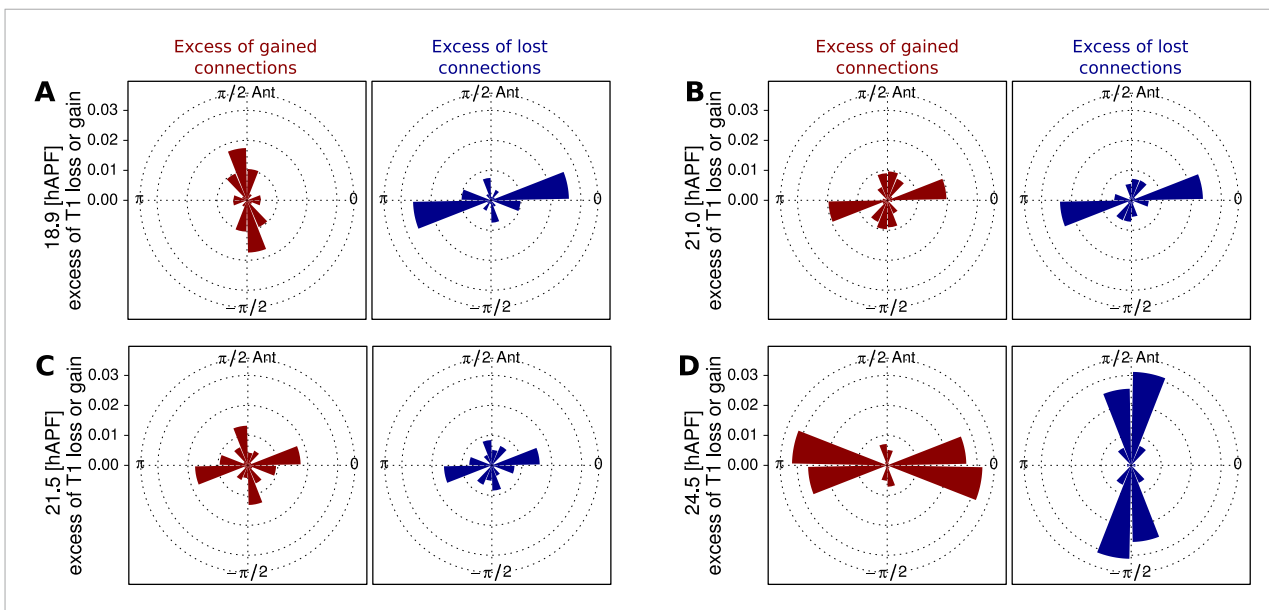 Excess of gained
connections
Excess of lost
connections
Excess of gained
connections
Excess of lost
connections
A
18.9 [hAPF]
excess of T1 loss or gain
0.03
0.02
0.01
0.00
π/2 Ant
π
0
−π/2
π/2 Ant
π
0
−π/2
B
21.0 [hAPF]
excess of T1 loss or gain
0.03
0.02
0.01
0.00
π/2 Ant
π
0
−π/2
π/2 Ant
π
0
−π/2
C
21.5 [hAPF]
excess of T1 loss or gain
0.03
0.02
0.01
0.00
π/2 Ant
π
0
−π/2
π/2 Ant
π
0
−π/2
D
24.5 [hAPF]
excess of T1 loss or gain
0.03
0.02
0.01
0.00
π/2 Ant
π
0
−π/2
π/2 Ant
π
0
−π/2